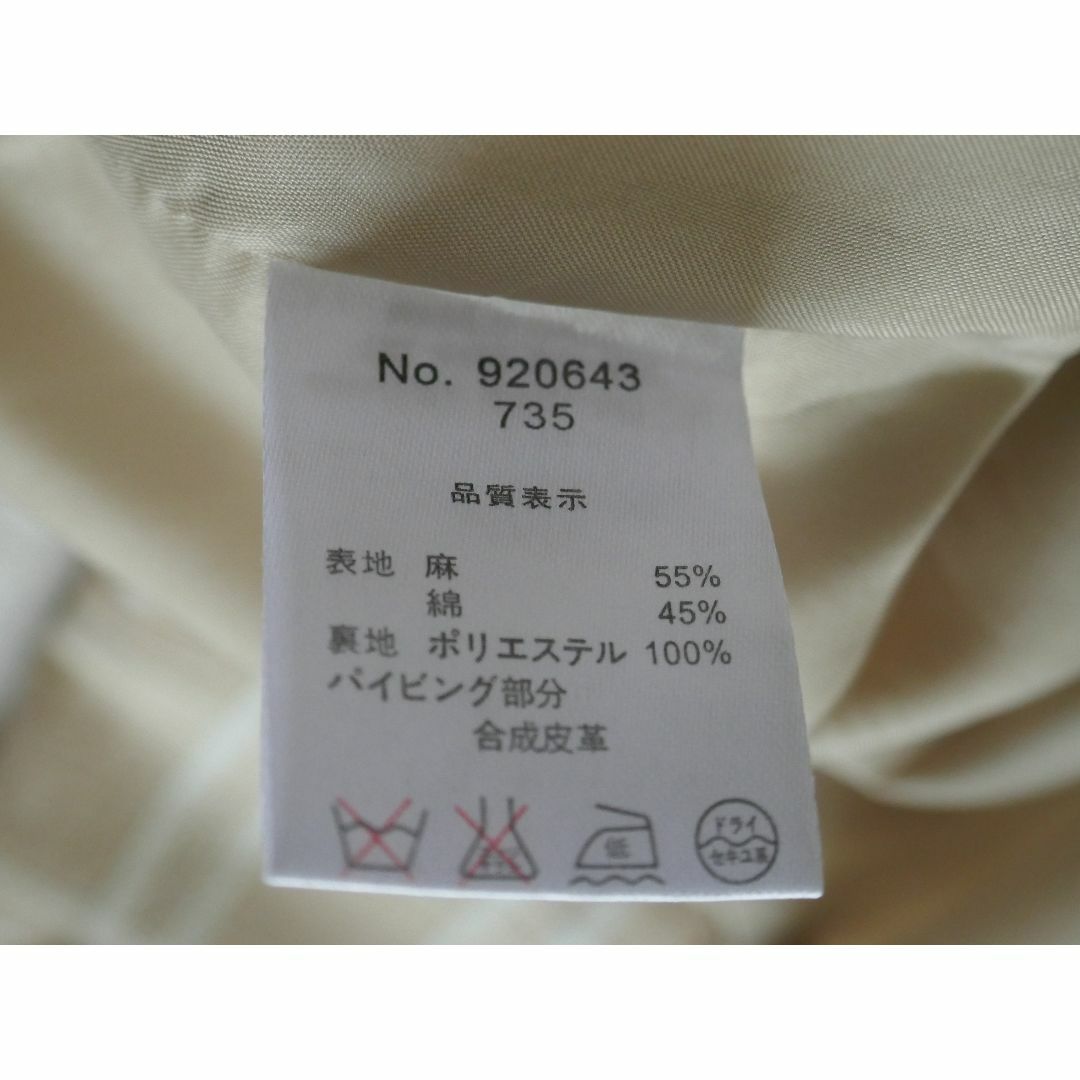 No. 920643
735
品質表示
表地 麻 55%
綿 45%
裏地 ポリエステル 100%
パイピング部分
合成皮革
低
ドライ
セキユ系